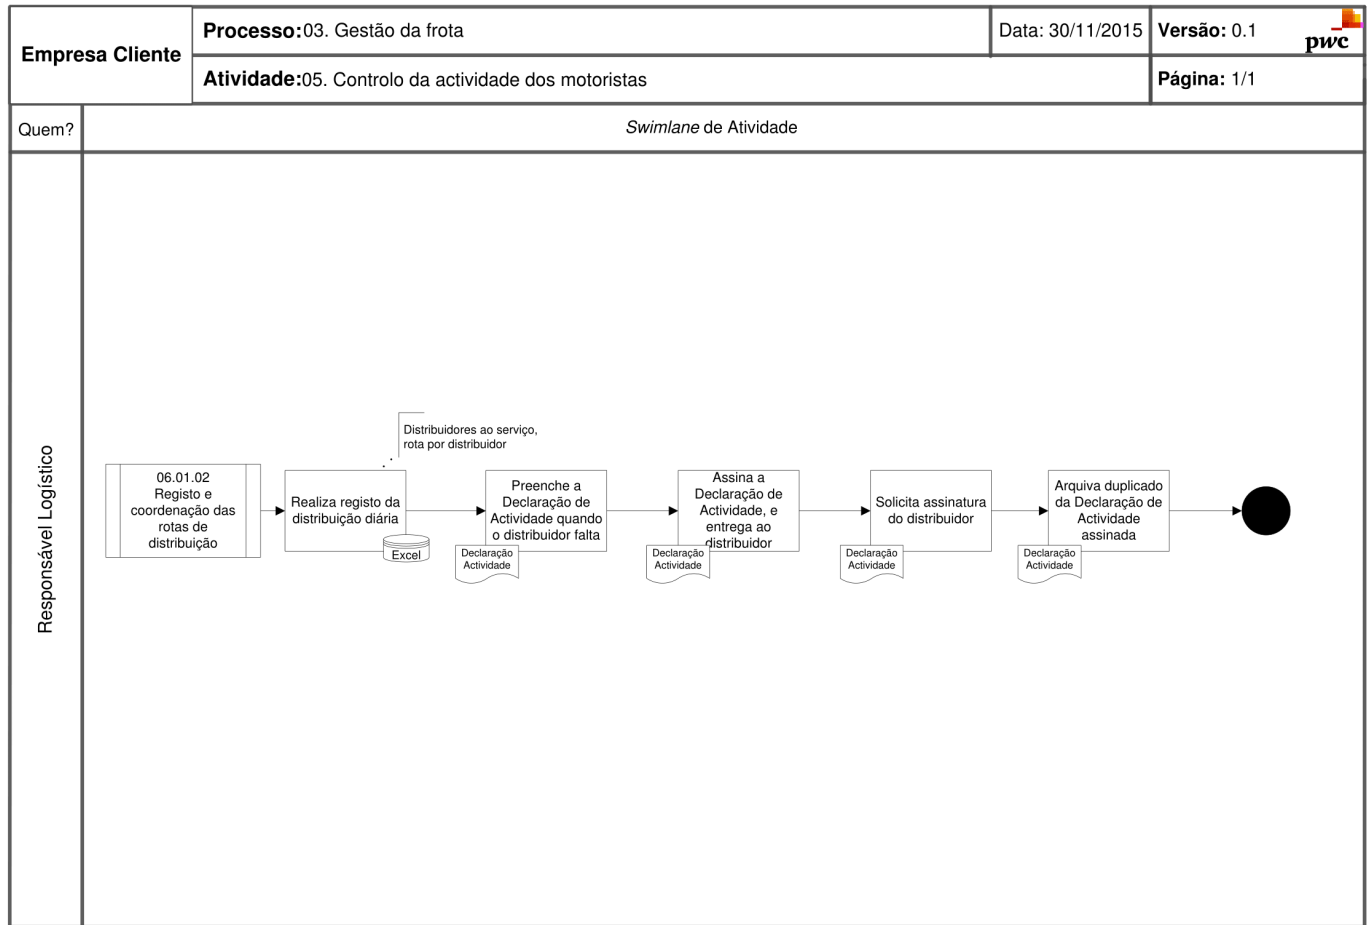 Empresa Cliente
Processo:03. Gestão da frota
Data: 30/11/2015
Versão: 0.1
pwc
Atividade:05. Controlo da actividade dos motoristas
Página: 1/1
Quem?
Swimlane de Atividade
Responsável Logístico
06.01.02
Registo e
coordenação das
rotas de
distribuição
Realiza registo da
distribuição diária
Excel
Distribuidores ao serviço,
rota por distribuidor
Preenche a
Declaração de
Actividade quando
o distribuidor falta
Declaração
Actividade
Assina a
Declaração de
Actividade, e
entrega ao
distribuidor
Declaração
Actividade
Solicita assinatura
do distribuidor
Declaração
Actividade
Arquiva duplicado
da Declaração de
Actividade
assinada
Declaração
Actividade